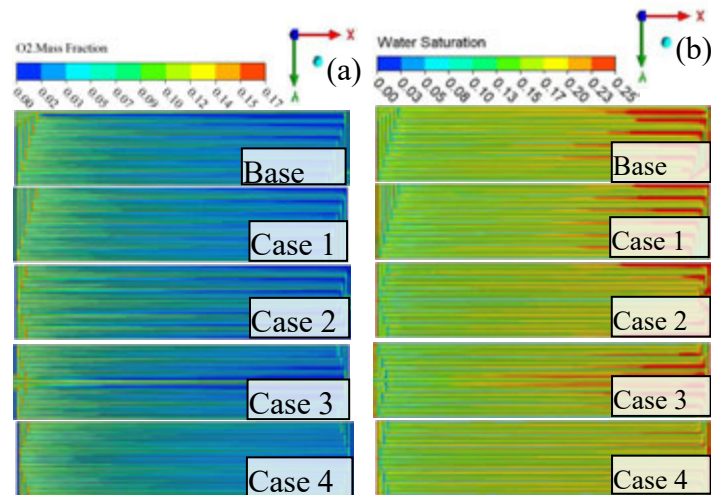 X
O2.Mass Fraction
(a)
0.00 0.02 0.03 0.05 0.07 0.09 0.10 0.12 0.14 0.15 0.17
Base
Case 1
Case 2
Case 3
Case 4
X
Water Saturation
(b)
0.00 0.03 0.05 0.08 0.10 0.13 0.15 0.17 0.20 0.23 0.25
Base
Case 1
Case 2
Case 3
Case 4